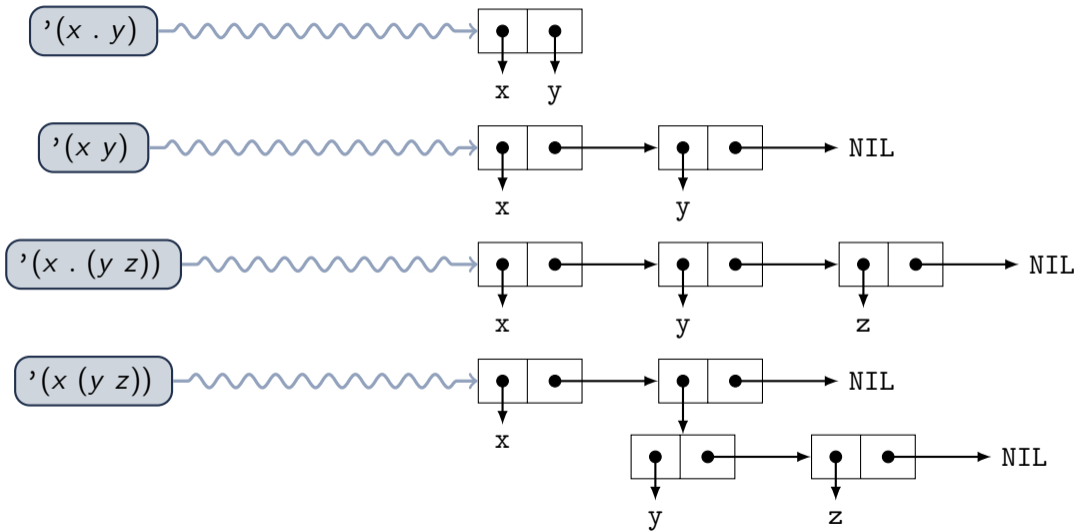 '(x . y)
x y
'(x y)
NIL
x y
'(x . (y z))
NIL
x y z
'(x (y z))
NIL
x
NIL
y z